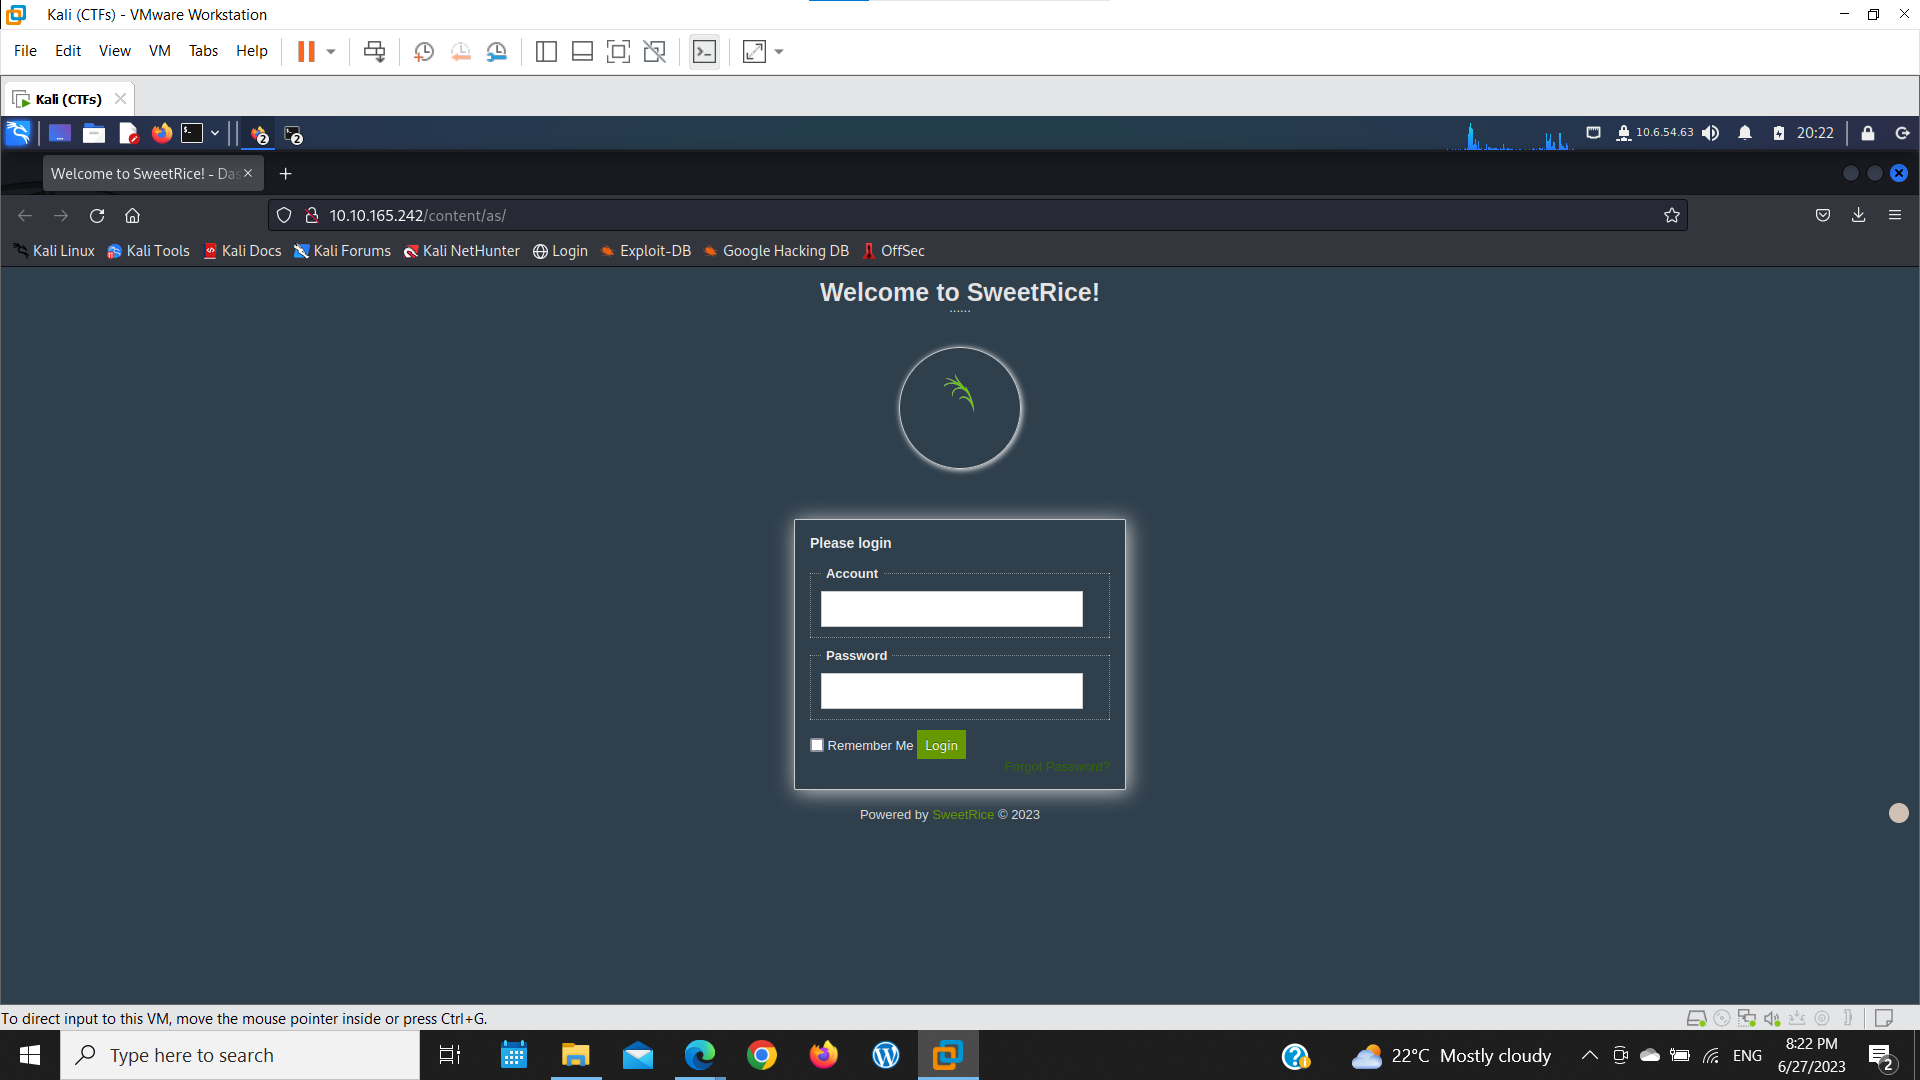 Kali (CTFs) - VMware Workstation
File Edit View VM Tabs Help
Kali (CTFs)
2 2 10.6.54.63 20:22
Welcome to SweetRice! - Das
10.10.165.242/content/as/
Kali Linux Kali Tools Kali Docs Kali Forums Kali NetHunter Login Exploit-DB Google Hacking DB OffSec
Welcome to SweetRice!
......
Please login
Account
Password
Remember Me Login
Forgot Password?
Powered by SweetRice © 2023
To direct input to this VM, move the mouse pointer inside or press Ctrl+G.
Type here to search
22°C Mostly cloudy
ENG
8:22 PM
6/27/2023
2